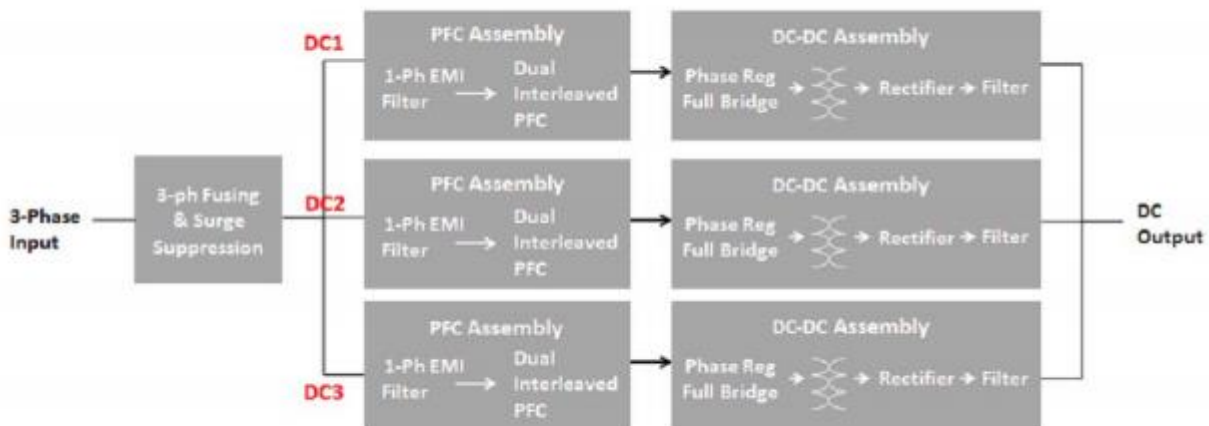 DC1
PFC Assembly
1-Ph EMI
Filter
Dual
Interleaved
PFC
DC-DC Assembly
Phase Reg
Full Bridge
Rectifier
Filter
3-Phase
Input
3-ph Fusing
& Surge
Suppression
DC2
PFC Assembly
1-Ph EMI
Filter
Dual
Interleaved
PFC
DC-DC Assembly
Phase Reg
Full Bridge
Rectifier
Filter
DC
Output
DC3
PFC Assembly
1-Ph EMI
Filter
Dual
Interleaved
PFC
DC-DC Assembly
Phase Reg
Full Bridge
Rectifier
Filter